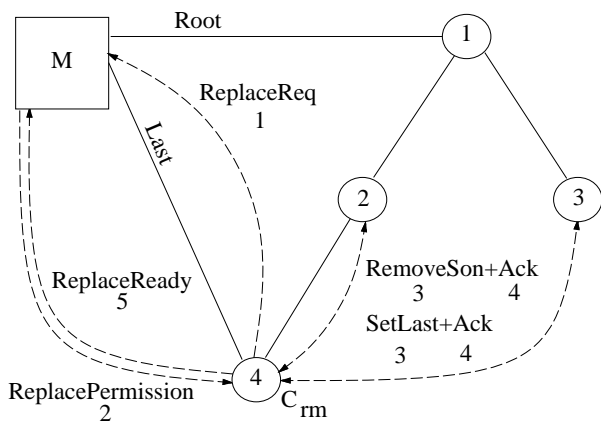 Root
1
M
ReplaceReq
1
Last
2
3
RemoveSon+Ack
3 4
ReplaceReady
5
SetLast+Ack
3 4
4
ReplacePermission
2
C rm